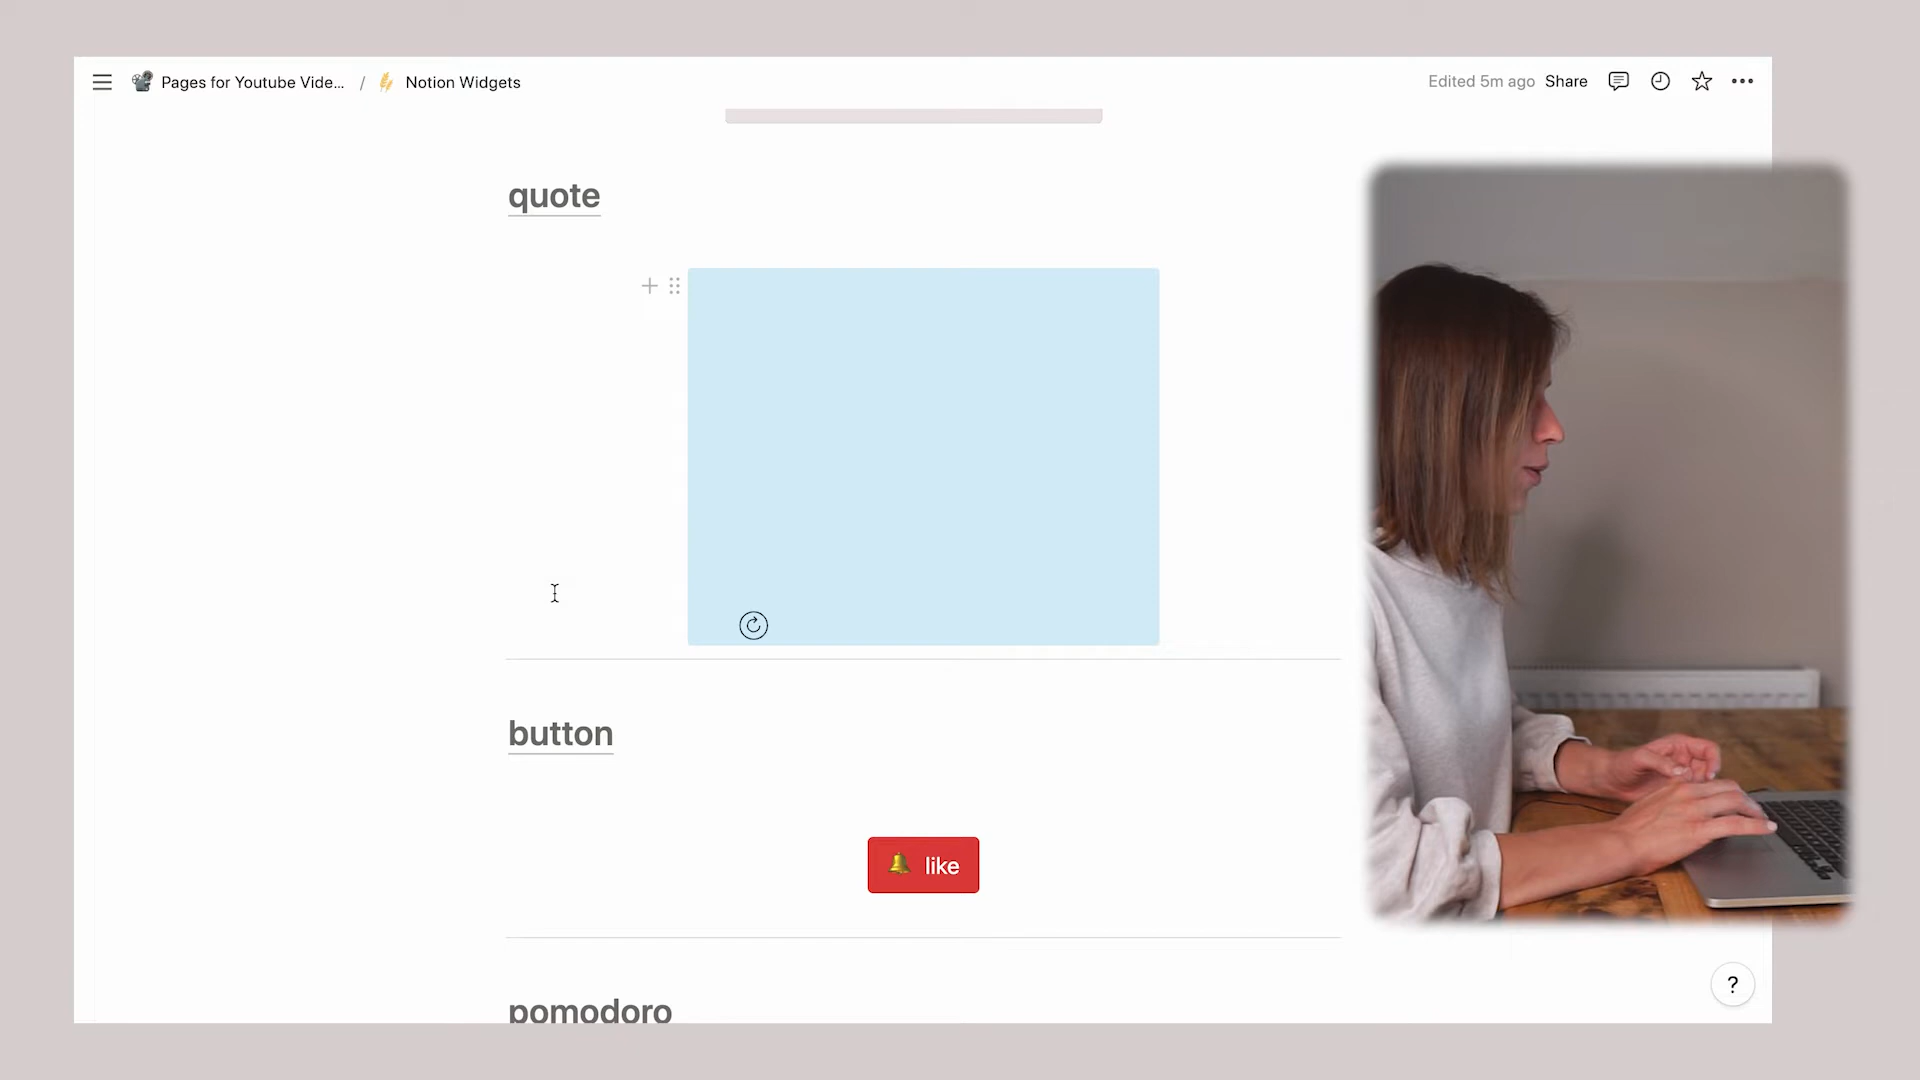 Pages for Youtube Vide... / Notion Widgets
Edited 5m ago Share
quote
button
like
pomodoro
?